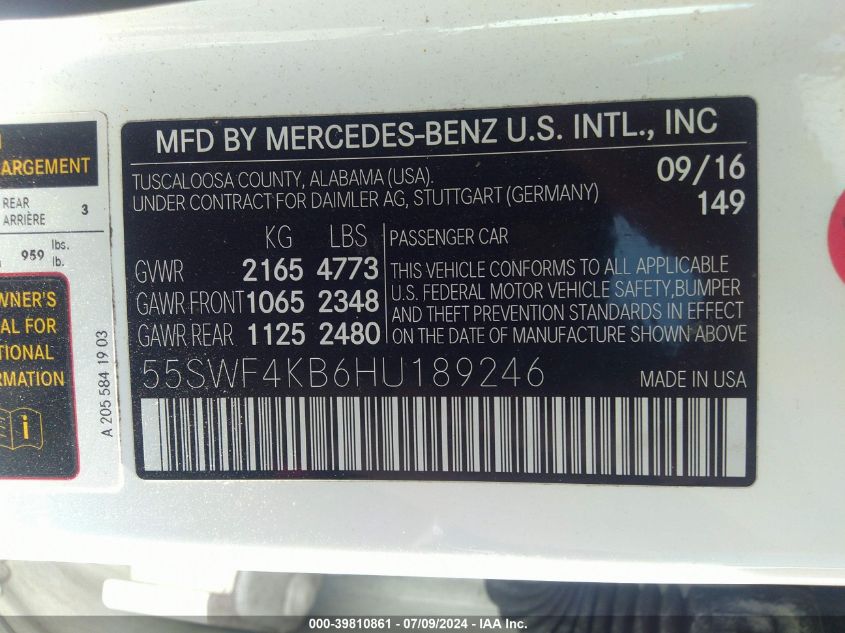 ARGEMENT
REAR
ARRIÈRE 3
959 lbs.
lb.
WNER'S
AL FOR
TIONAL
RMATION
A 205 584 19 03
MFD BY MERCEDES-BENZ U.S. INTL., INC
TUSCALOOSA COUNTY, ALABAMA (USA). 09/16
UNDER CONTRACT FOR DAIMLER AG, STUTTGART (GERMANY) 149
KG LBS PASSENGER CAR
GVWR 2165 4773 THIS VEHICLE CONFORMS TO ALL APPLICABLE
GAWR FRONT 1065 2348 U.S. FEDERAL MOTOR VEHICLE SAFETY,BUMPER
AND THEFT PREVENTION STANDARDS IN EFFECT
GAWR REAR 1125 2480 ON THE DATE OF MANUFACTURE SHOWN ABOVE
55SWF4KB6HU189246 MADE IN USA
000-39810861 - 07/09/2024 - IAA Inc.